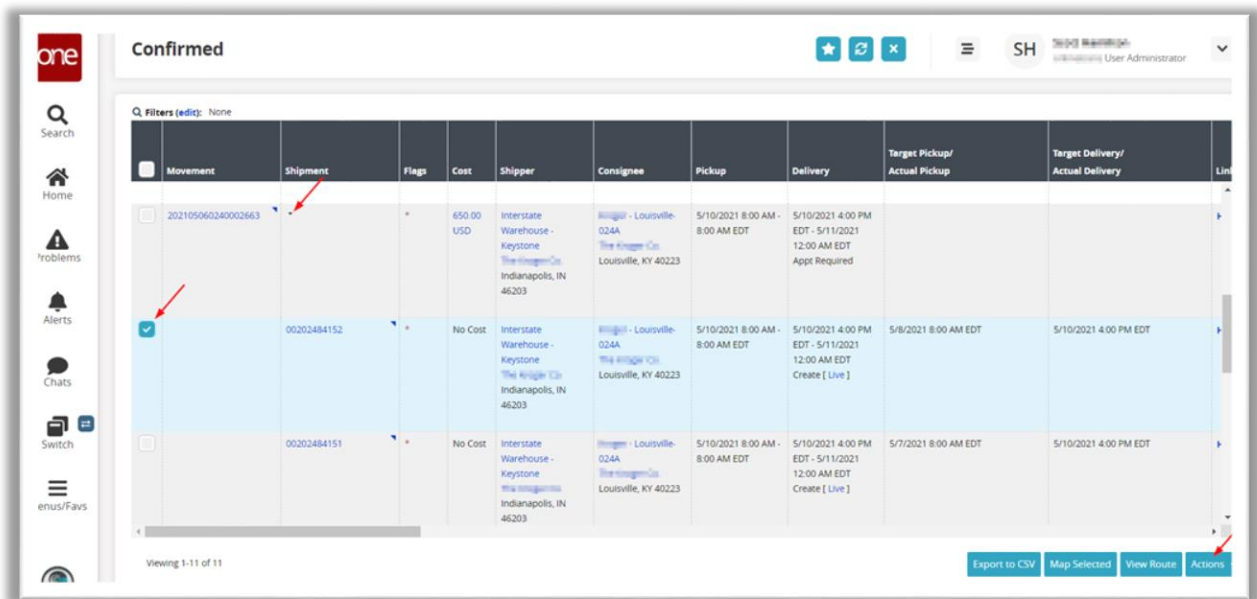 one
Confirmed
SH
User Administrator
Search
Home
Problems
Alerts
Chats
Switch
enus/Favs
Filters (edit): None
Movement
Shipment
Flags
Cost
Shipper
Consignee
Pickup
Delivery
Target Pickup/
Actual Pickup
Target Delivery/
Actual Delivery
Lin
202105060240002663
*
*
650.00
USD
Interstate
Warehouse -
Keystone
Indianapolis, IN
46203
- Louisville-
024A
Louisville, KY 40223
5/10/2021 8:00 AM -
8:00 AM EDT
5/10/2021 4:00 PM
EDT - 5/11/2021
12:00 AM EDT
Appt Required
00202484152
*
No Cost
Interstate
Warehouse -
Keystone
Indianapolis, IN
46203
- Louisville-
024A
Louisville, KY 40223
5/10/2021 8:00 AM -
8:00 AM EDT
5/10/2021 4:00 PM
EDT - 5/11/2021
12:00 AM EDT
Create [ Live ]
5/8/2021 8:00 AM EDT
5/10/2021 4:00 PM EDT
00202484151
*
No Cost
Interstate
Warehouse -
Keystone
Indianapolis, IN
46203
- Louisville-
024A
Louisville, KY 40223
5/10/2021 8:00 AM -
8:00 AM EDT
5/10/2021 4:00 PM
EDT - 5/11/2021
12:00 AM EDT
Create [ Live ]
5/7/2021 8:00 AM EDT
5/10/2021 4:00 PM EDT
Viewing 1-11 of 11
Export to CSV
Map Selected
View Route
Actions